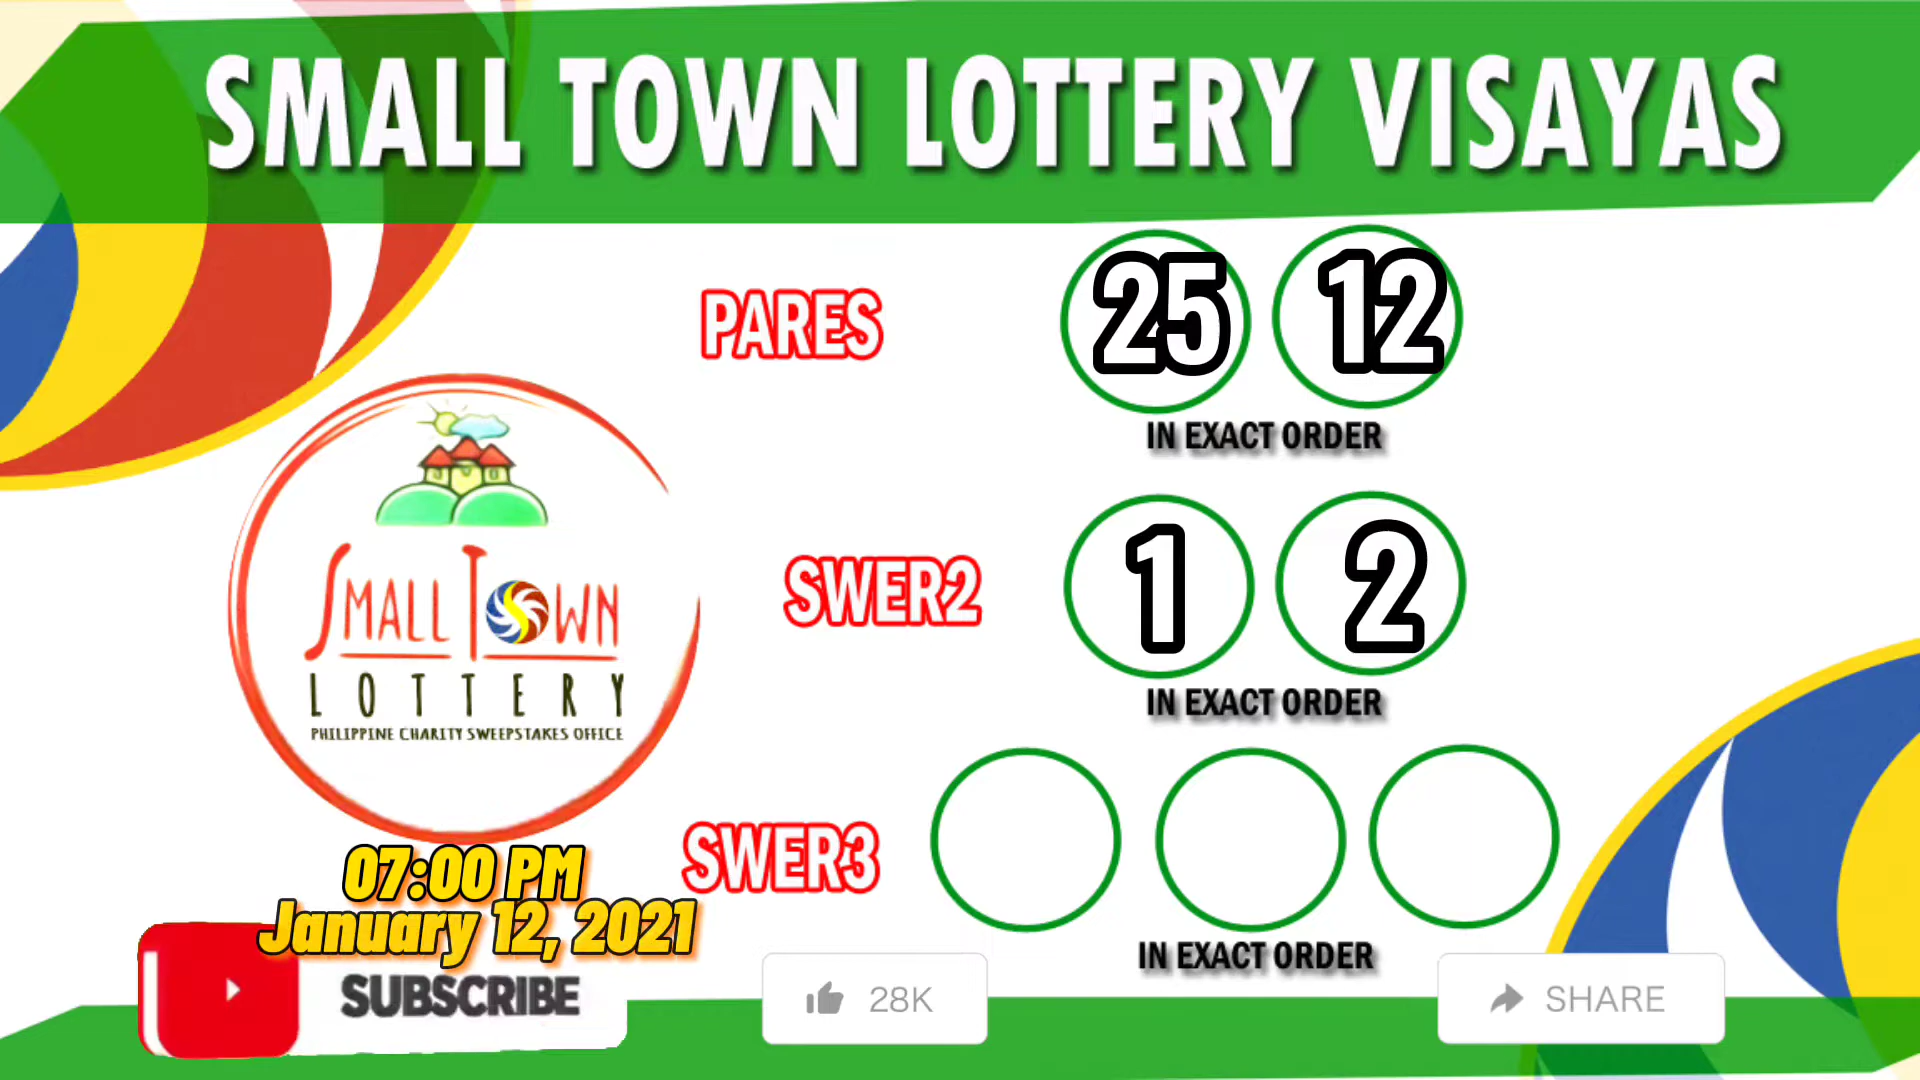 SMALL TOWN LOTTERY VISAYAS
PARES
25 12
IN EXACT ORDER
SWER2
1 2
IN EXACT ORDER
SMALL TOWN
LOTTERY
PHILIPPINE CHARITY SWEEPSTAKES OFFICE
SWER3
IN EXACT ORDER
07:00 PM
January 12, 2021
SUBSCRIBE
28K
SHARE